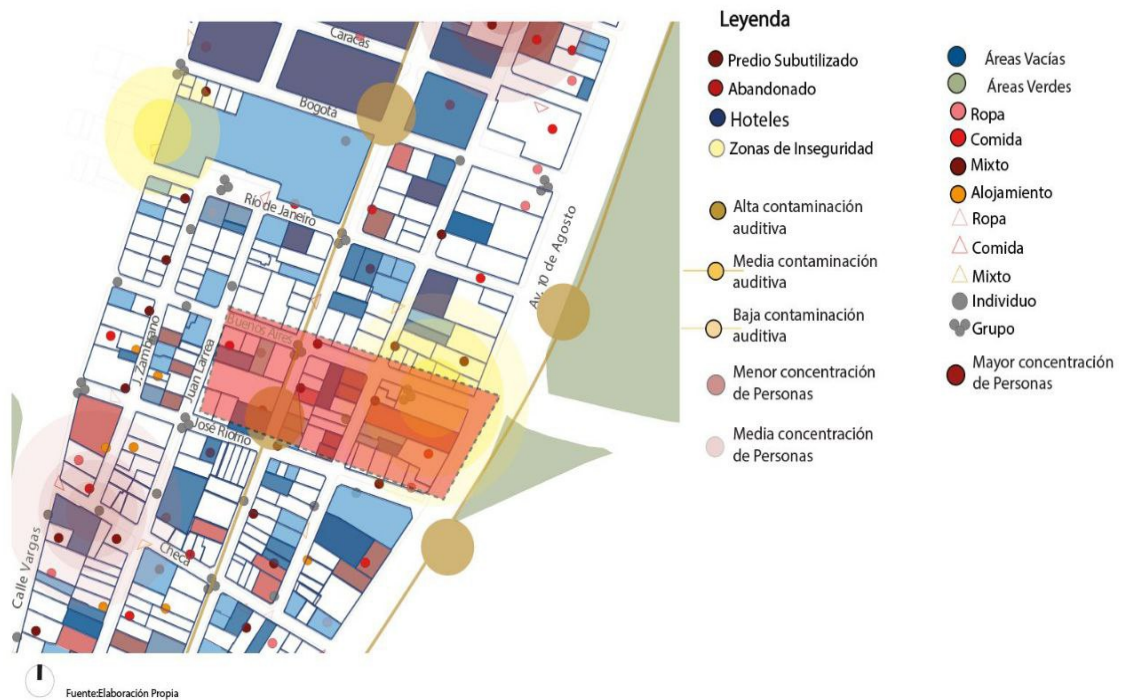 Caracas
Bogotá
Río de Janeiro
Av. 10 de Agosto
Buenos Aires
J. Zambrano
Juan Larrea
José Riofrio
Checa
Calle Vargas
Leyenda
Predio Subutilizado
Abandonado
Hoteles
Zonas de Inseguridad
Alta contaminación
auditiva
Media contaminación
auditiva
Baja contaminación
auditiva
Menor concentración
de Personas
Media concentración
de Personas
Áreas Vacías
Áreas Verdes
Ropa
Comida
Mixto
Alojamiento
Ropa
Comida
Mixto
Individuo
Grupo
Mayor concentración
de Personas
Fuente:Elaboración Propia